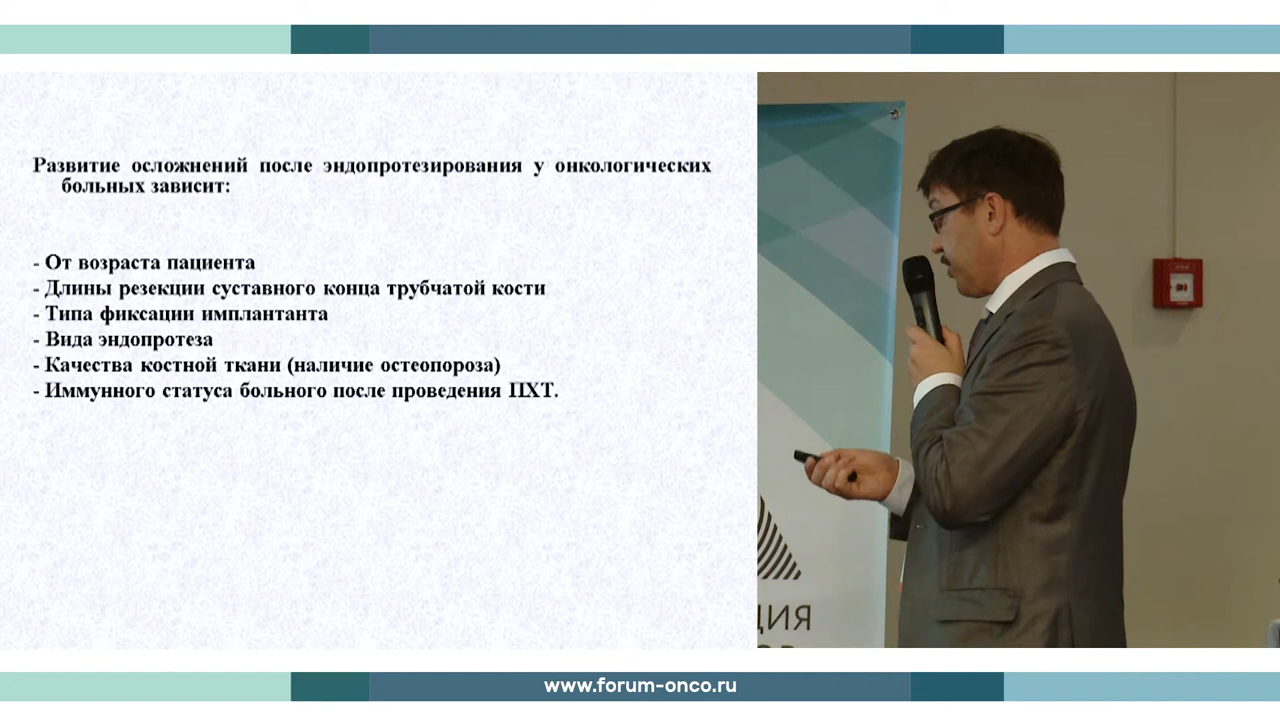 Развитие осложнений после эндопротезирования у онкологических
больных зависит:
- От возраста пациента
- Длины резекции суставного конца трубчатой кости
- Типа фиксации имплантанта
- Вида эндопротеза
- Качества костной ткани (наличие остеопороза)
- Иммунного статуса больного после проведения ПХТ.
www.forum-onco.ru